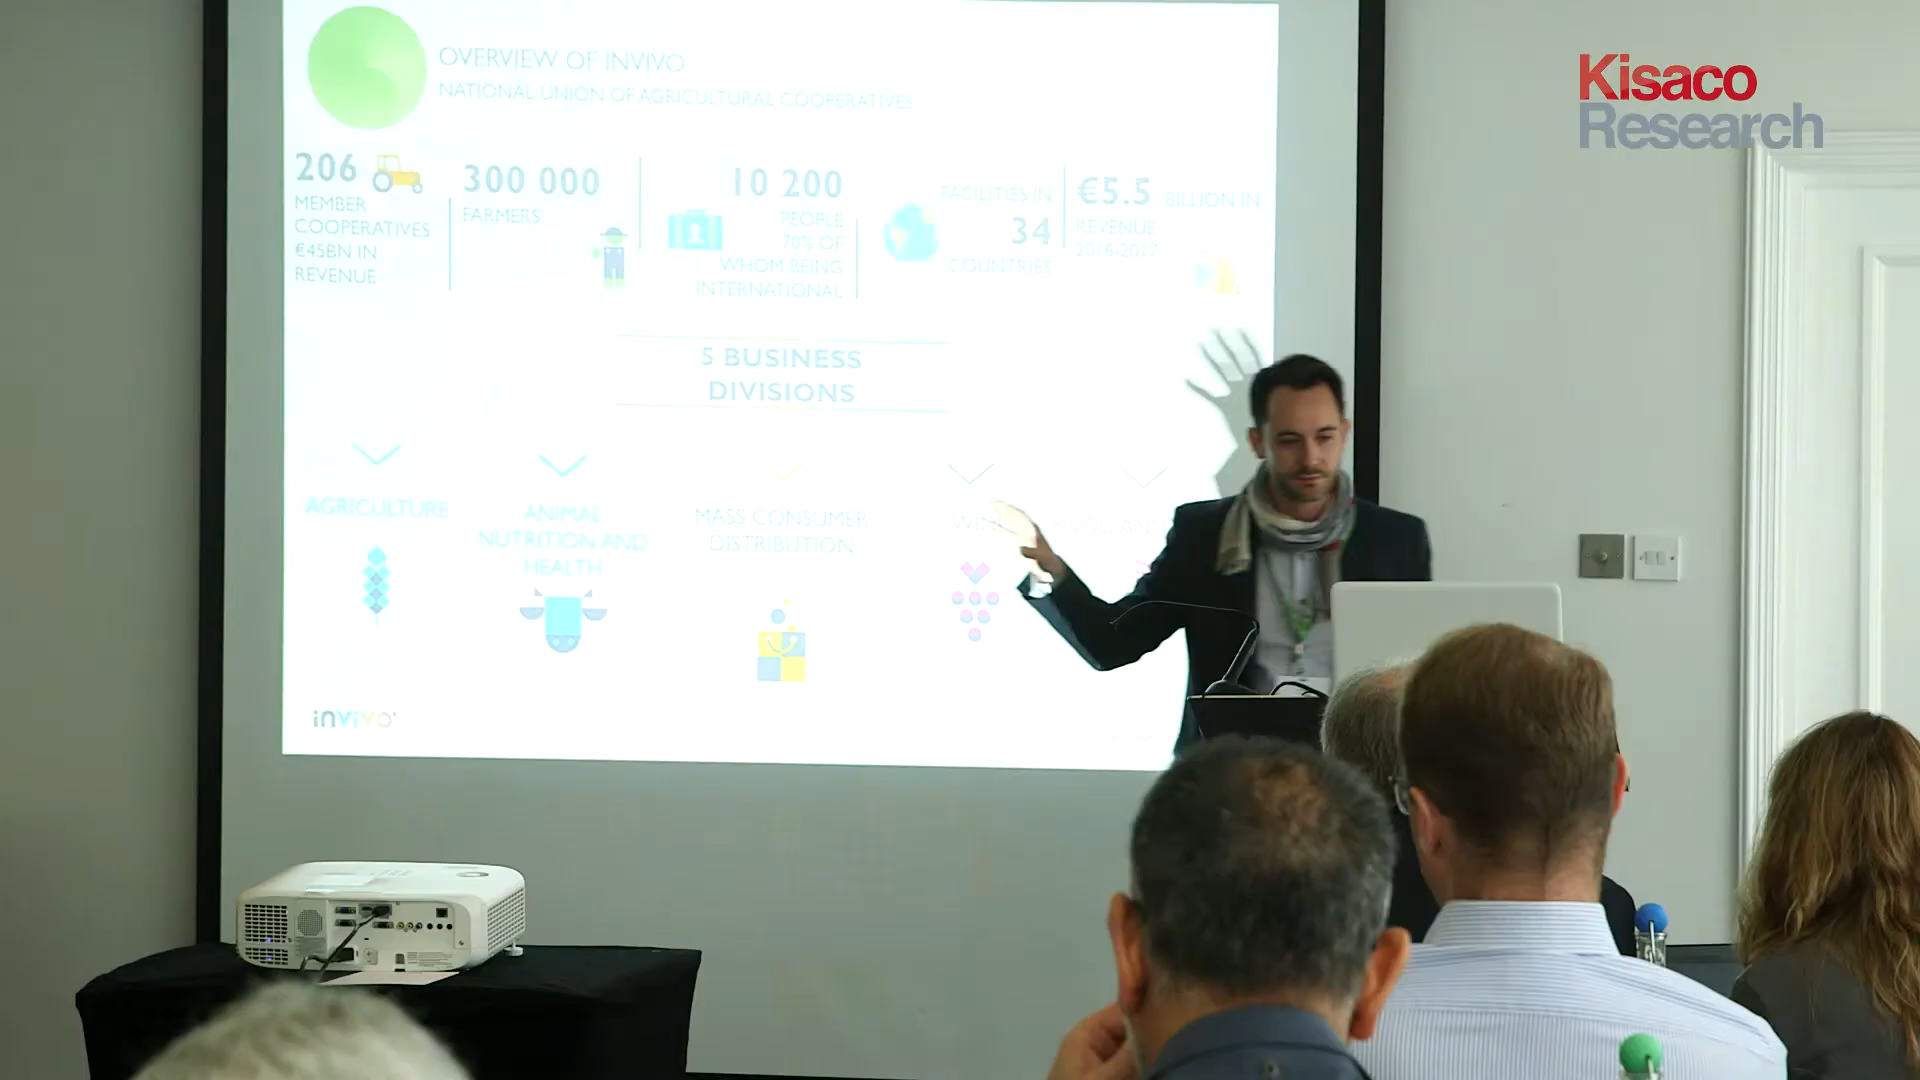 Kisaco
Research
OVERVIEW OF INVIVO
NATIONAL UNION OF AGRICULTURAL COOPERATIVES
206
MEMBER
COOPERATIVES
€45BN IN
REVENUE
300 000
FARMERS
10 200
PEOPLE
70% OF
WHOM BEING
INTERNATIONAL
FACILITIES IN
34
COUNTRIES
€5.5 BILLION IN
REVENUE
2016-2017
5 BUSINESS
DIVISIONS
AGRICULTURE
ANIMAL
NUTRITION AND
HEALTH
MASS CONSUMER
DISTRIBUTION
invivo